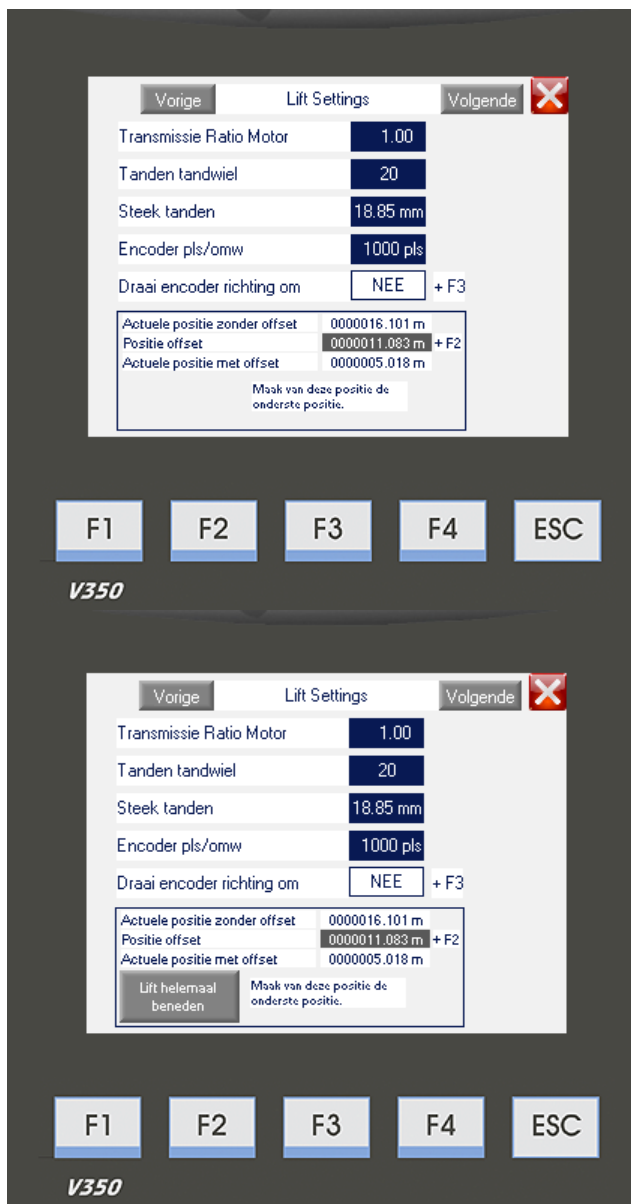 Vorige Lift Settings Volgende
Transmissie Ratio Motor 1.00
Tanden tandwiel 20
Steek tanden 18.85 mm
Encoder pls/omw 1000 pls
Draai encoder richting om NEE + F3
Actuele positie zonder offset 0000016.101 m
Positie offset 0000011.083 m + F2
Actuele positie met offset 0000005.018 m
Maak van deze positie de
onderste positie.
F1 F2 F3 F4 ESC
V350
Vorige Lift Settings Volgende
Transmissie Ratio Motor 1.00
Tanden tandwiel 20
Steek tanden 18.85 mm
Encoder pls/omw 1000 pls
Draai encoder richting om NEE + F3
Actuele positie zonder offset 0000016.101 m
Positie offset 0000011.083 m + F2
Actuele positie met offset 0000005.018 m
Lift helemaal Maak van deze positie de
beneden onderste positie.
F1 F2 F3 F4 ESC
V350